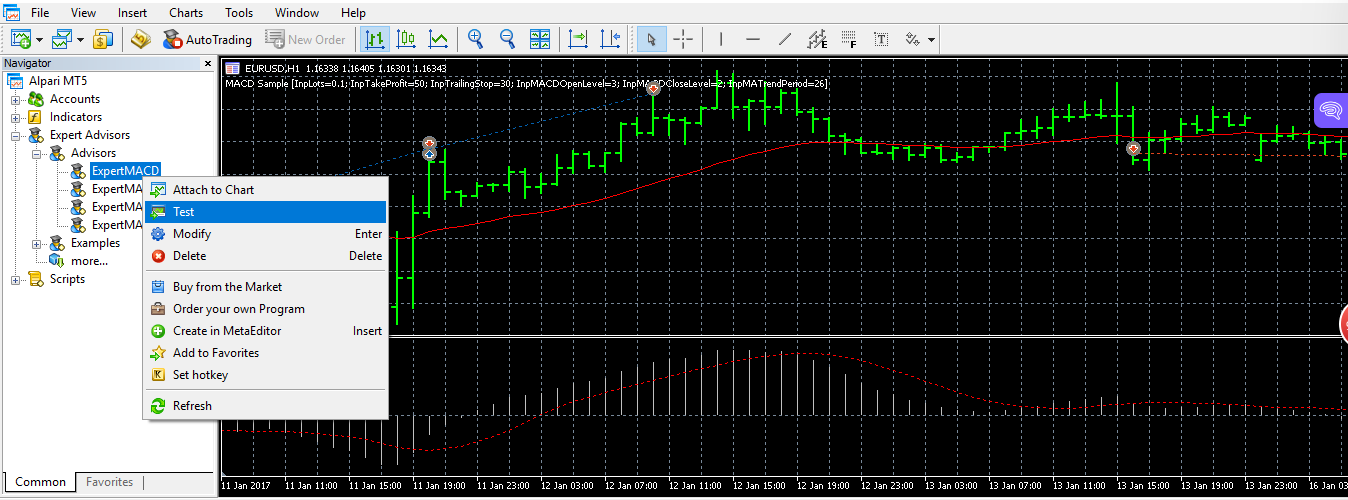 File View Insert Charts Tools Window Help
AutoTrading New Order
Navigator
Alpari MT5
Accounts
Indicators
Expert Advisors
Advisors
ExpertMACD
ExpertMA
ExpertMA
ExpertMA
Examples
more...
Scripts
Common Favorites
Attach to Chart
Test
Modify Enter
Delete Delete
Buy from the Market
Order your own Program
Create in MetaEditor Insert
Add to Favorites
Set hotkey
Refresh
EURUSD,H1 1.16338 1.16405 1.16301 1.16343
MACD Sample [InpLots=0.1; InpTakeProfit=50; InpTrailingStop=30; InpMACDOpenLevel=3; InpMACDCloseLevel=2; InpMATrendPeriod=26]
11 Jan 2017 11 Jan 11:00 11 Jan 15:00 11 Jan 19:00 11 Jan 23:00 12 Jan 03:00 12 Jan 07:00 12 Jan 11:00 12 Jan 15:00 12 Jan 19:00 12 Jan 23:00 13 Jan 03:00 13 Jan 07:00 13 Jan 11:00 13 Jan 15:00 13 Jan 19:00 13 Jan 23:00 16 Jan 03:00